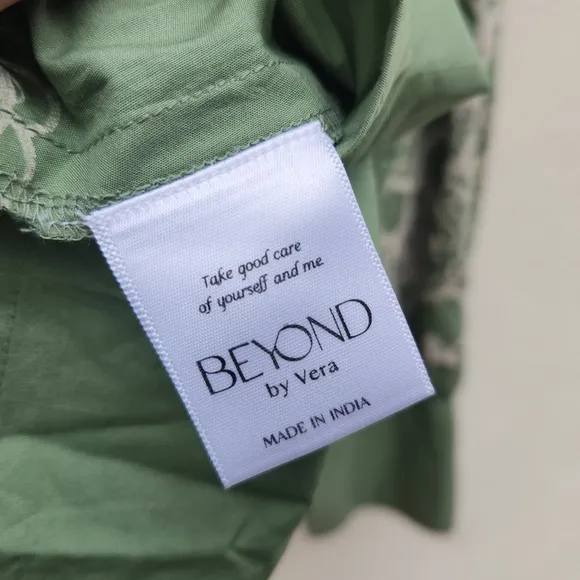 Take good care
of yourself and me
BEYOND
by Vera
MADE IN INDIA